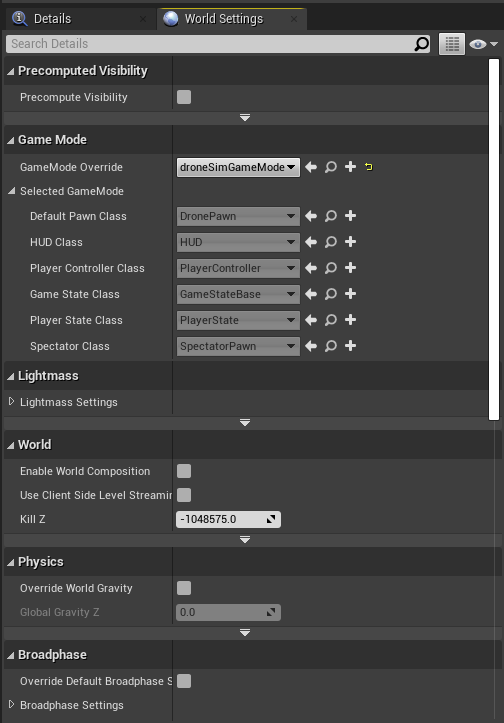 Details
World Settings
Search Details
Precomputed Visibility
Precompute Visibility
Game Mode
GameMode Override droneSimGameMode
Selected GameMode
Default Pawn Class DronePawn
HUD Class HUD
Player Controller Class PlayerController
Game State Class GameStateBase
Player State Class PlayerState
Spectator Class SpectatorPawn
Lightmass
Lightmass Settings
World
Enable World Composition
Use Client Side Level Streamin
Kill Z -1048575.0
Physics
Override World Gravity
Global Gravity Z 0.0
Broadphase
Override Default Broadphase S
Broadphase Settings